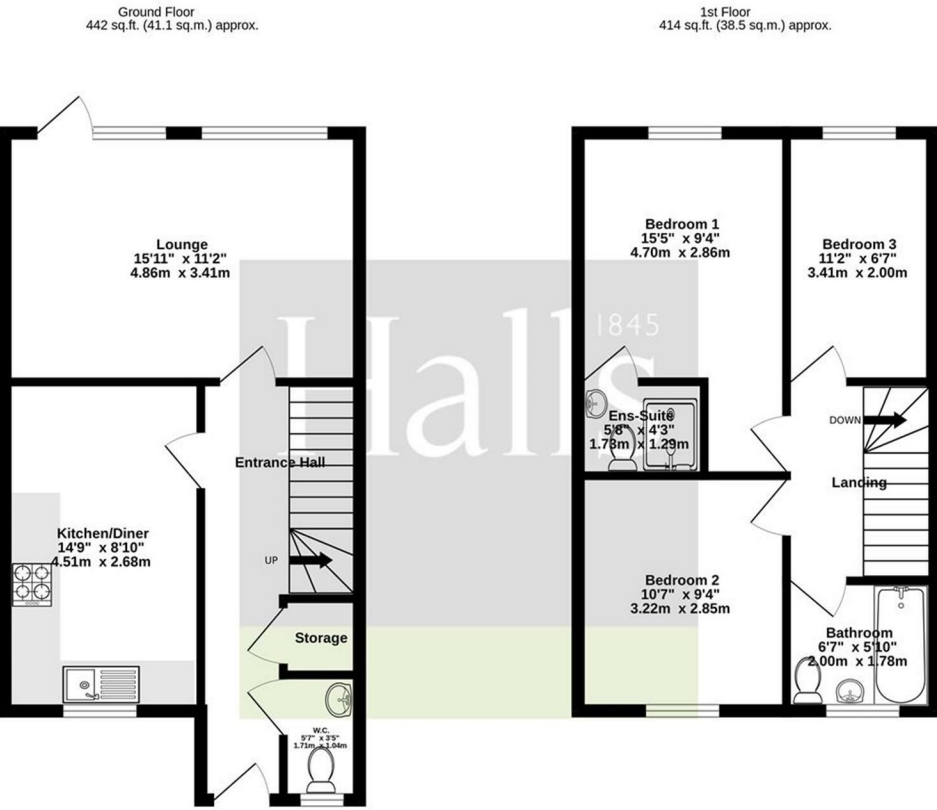 Ground Floor
442 sq.ft. (41.1 sq.m.) approx.
1st Floor
414 sq.ft. (38.5 sq.m.) approx.
Lounge
15'11" x 11'2"
4.86m x 3.41m
Kitchen/Diner
14'9" x 8'10"
4.51m x 2.68m
Entrance Hall
UP
Storage
W.C.
5'7" x 3'5"
1.71m x 1.04m
Halls
1845
Bedroom 1
15'5" x 9'4"
4.70m x 2.86m
Bedroom 3
11'2" x 6'7"
3.41m x 2.00m
Ens-Suite
5'8" x 4'3"
1.73m x 1.29m
DOWN
Landing
Bedroom 2
10'7" x 9'4"
3.22m x 2.85m
Bathroom
6'7" x 5'10"
2.00m x 1.78m